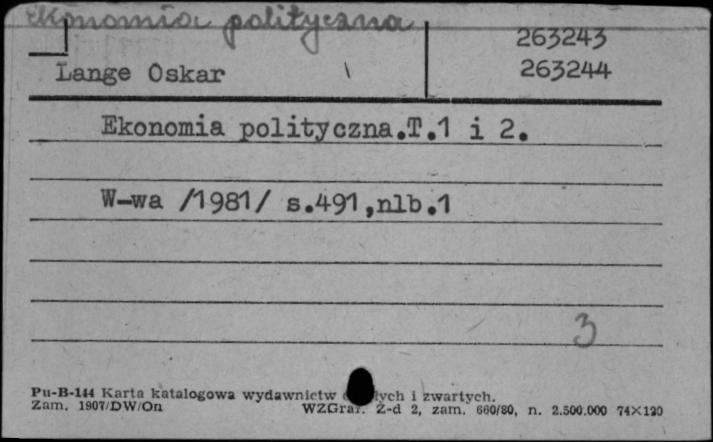 Ekonomia polityczna
263243
Lange Oskar
263244
Ekonomia polityczna.T.1 i 2.
W-wa /1981/ s.491,nlb.1
3
Pu-B-144 Karta katalogowa wydawnictw i zwartych.
Zam. 1907/DW/On WZGraf. Z-d 2, zam. 660/80, n. 2.500.000 74×120